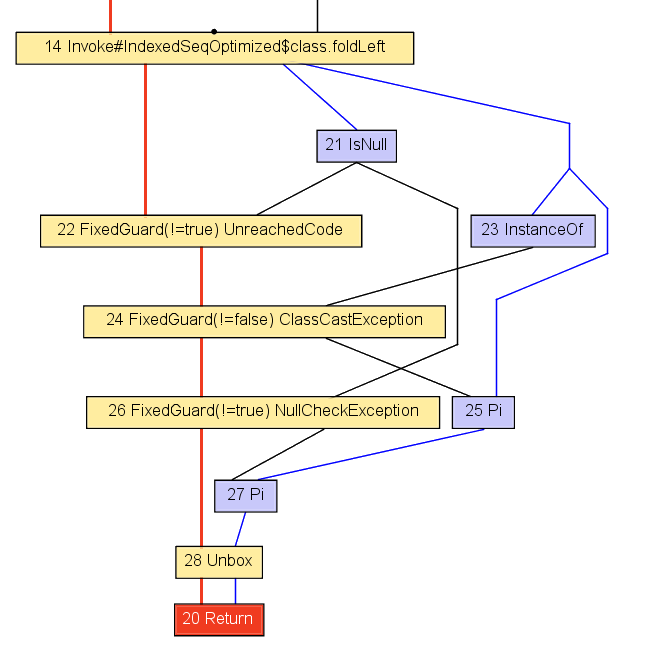 14 Invoke#IndexedSeqOptimized$class.foldLeft
21 IsNull
22 FixedGuard(!=true) UnreachedCode
23 InstanceOf
24 FixedGuard(!=false) ClassCastException
26 FixedGuard(!=true) NullCheckException
25 Pi
27 Pi
28 Unbox
20 Return